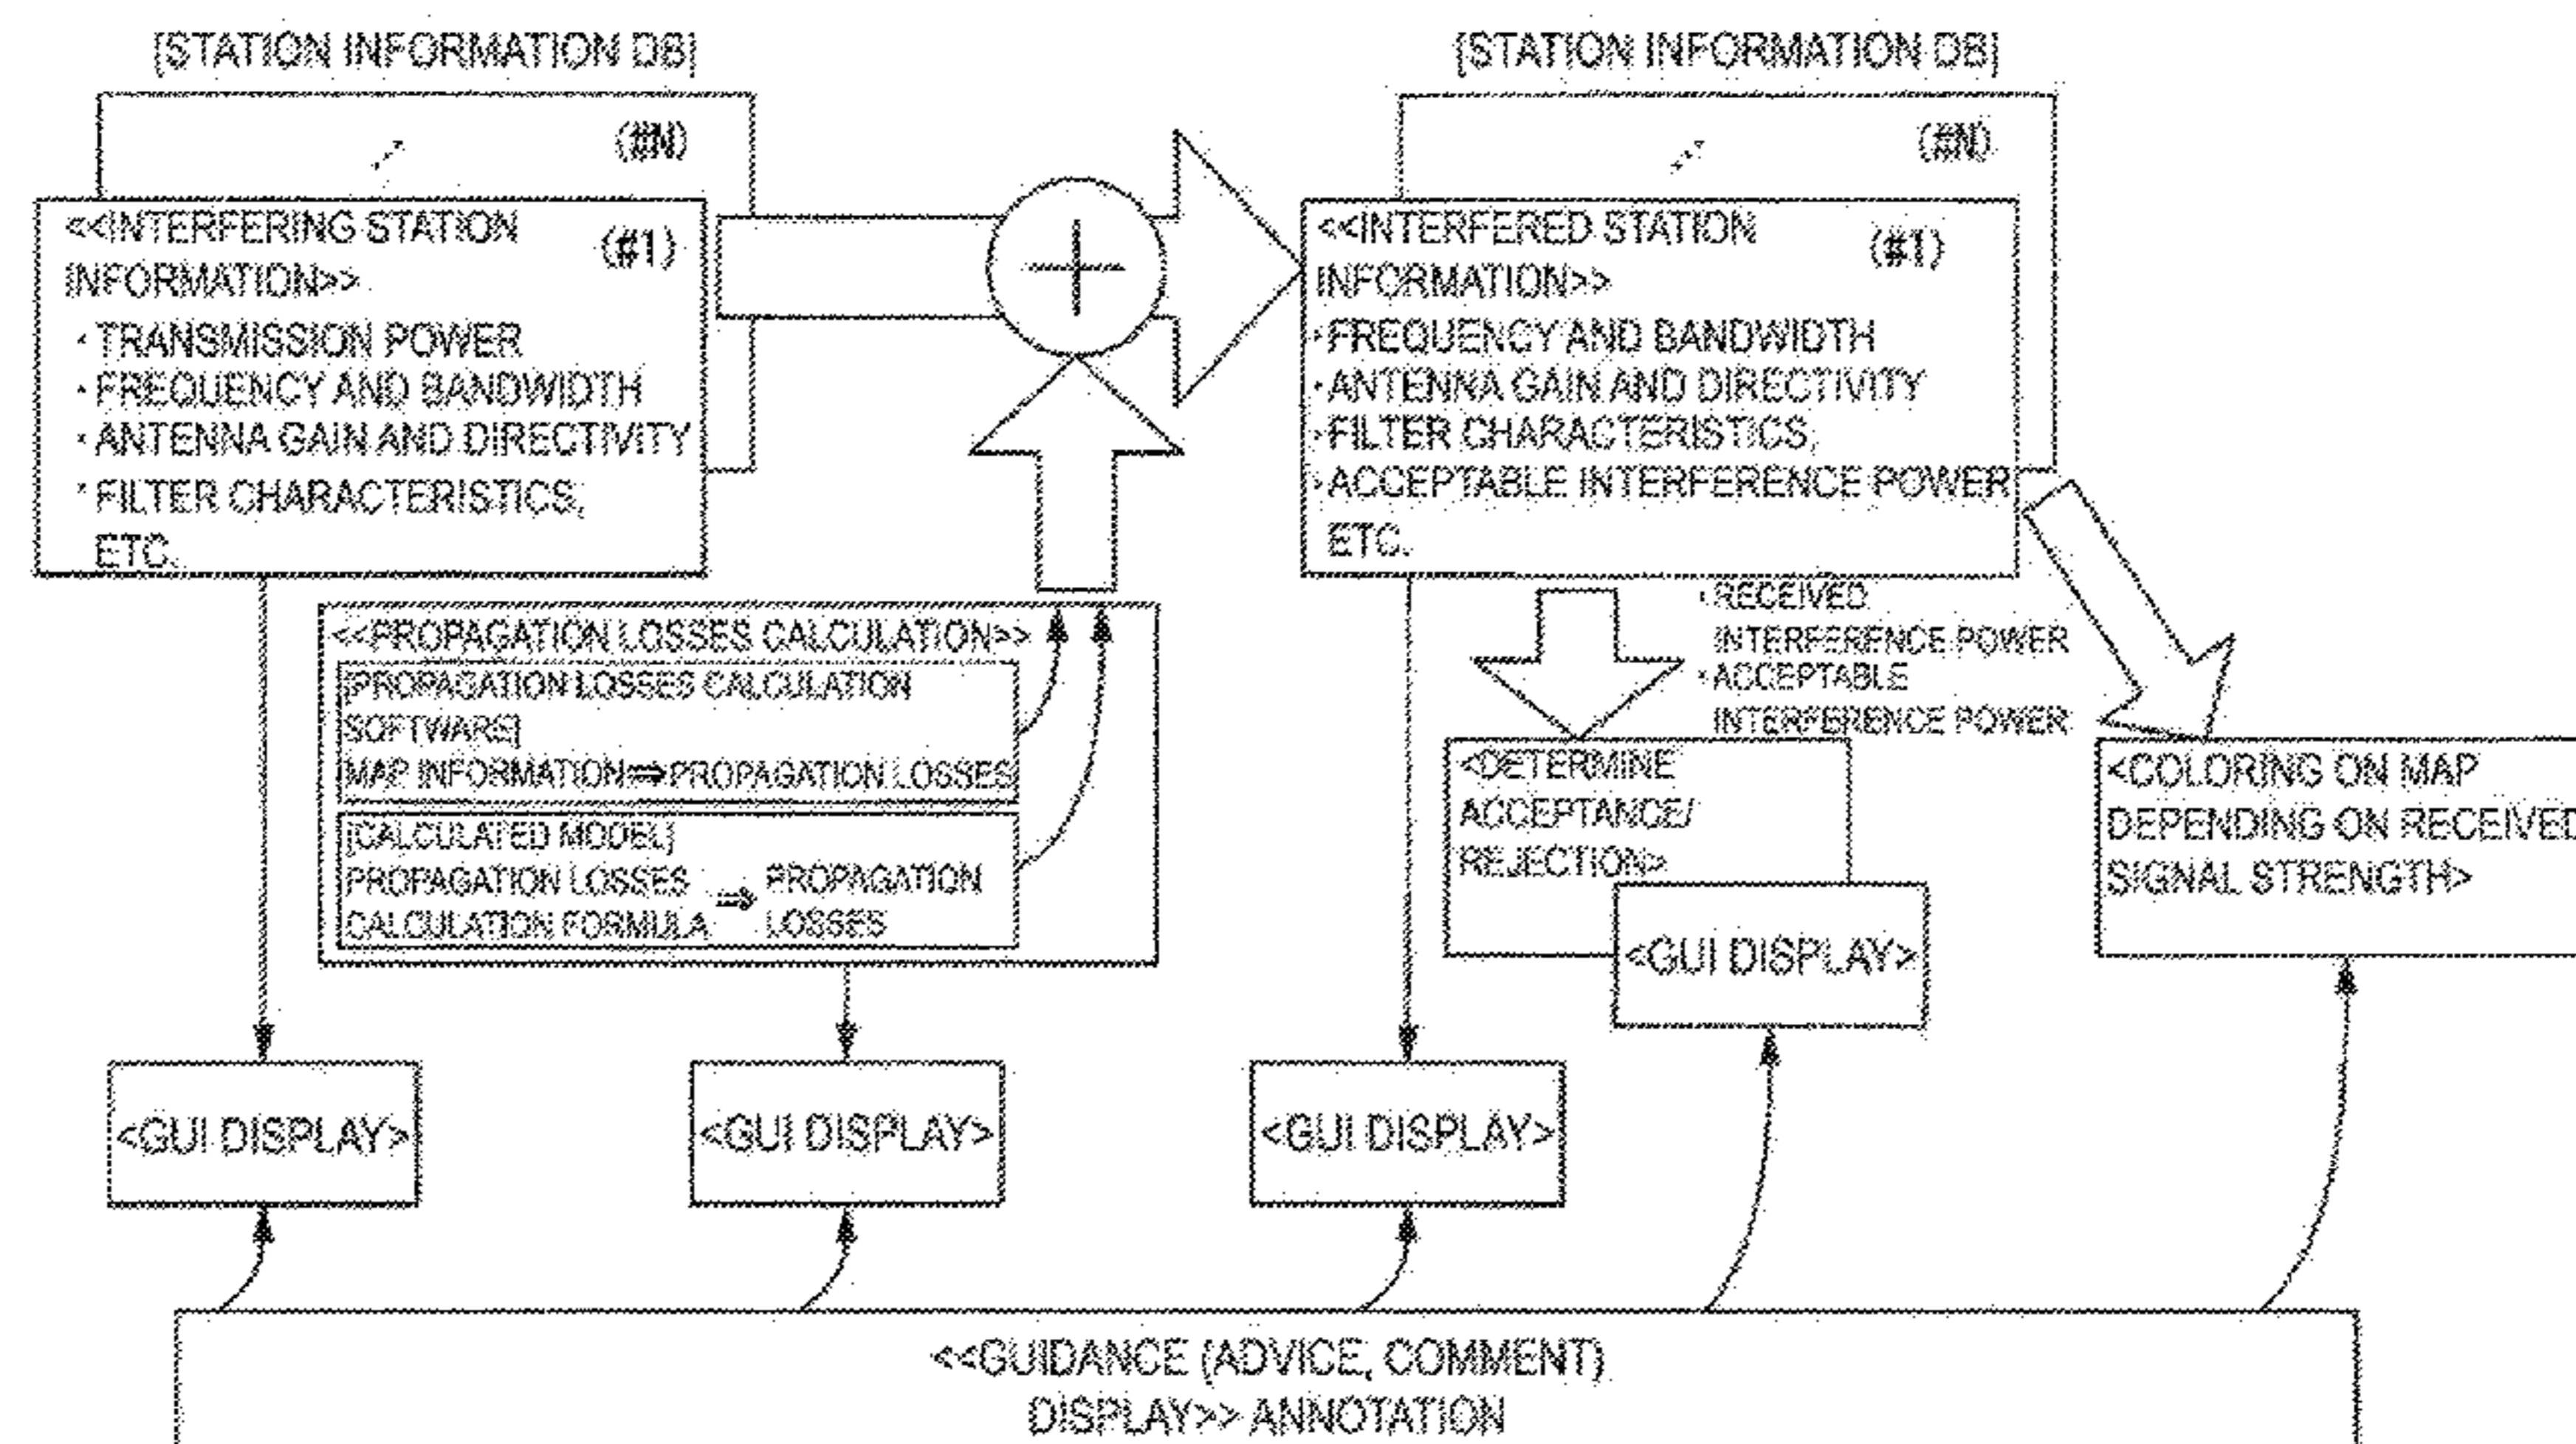 [STATION INFORMATION DB]
(#N)
<<INTERFERING STATION
INFORMATION>>
(#1)
・TRANSMISSION POWER
・FREQUENCY AND BANDWIDTH
・ANTENNA GAIN AND DIRECTIVITY
・FILTER CHARACTERISTICS,
ETC.
[STATION INFORMATION DB]
(#N)
<<INTERFERED STATION
INFORMATION>>
(#1)
・FREQUENCY AND BANDWIDTH
・ANTENNA GAIN AND DIRECTIVITY
・FILTER CHARACTERISTICS,
・ACCEPTABLE INTERFERENCE POWER
ETC.
<<PROPAGATION LOSSES CALCULATION>>
[PROPAGATION LOSSES CALCULATION
SOFTWARE]
MAP INFORMATION⇒PROPAGATION LOSSES
[CALCULATED MODEL]
PROPAGATION LOSSES
CALCULATION FORMULA
⇒
PROPAGATION
LOSSES
・RECEIVED
INTERFERENCE POWER
・ACCEPTABLE
INTERFERENCE POWER
<DETERMINE
ACCEPTANCE/
REJECTION>
<GUI DISPLAY>
<COLORING ON MAP
DEPENDING ON RECEIVED
SIGNAL STRENGTH>
<GUI DISPLAY>
<GUI DISPLAY>
<GUI DISPLAY>
<<GUIDANCE (ADVICE, COMMENT)
DISPLAY>> ANNOTATION